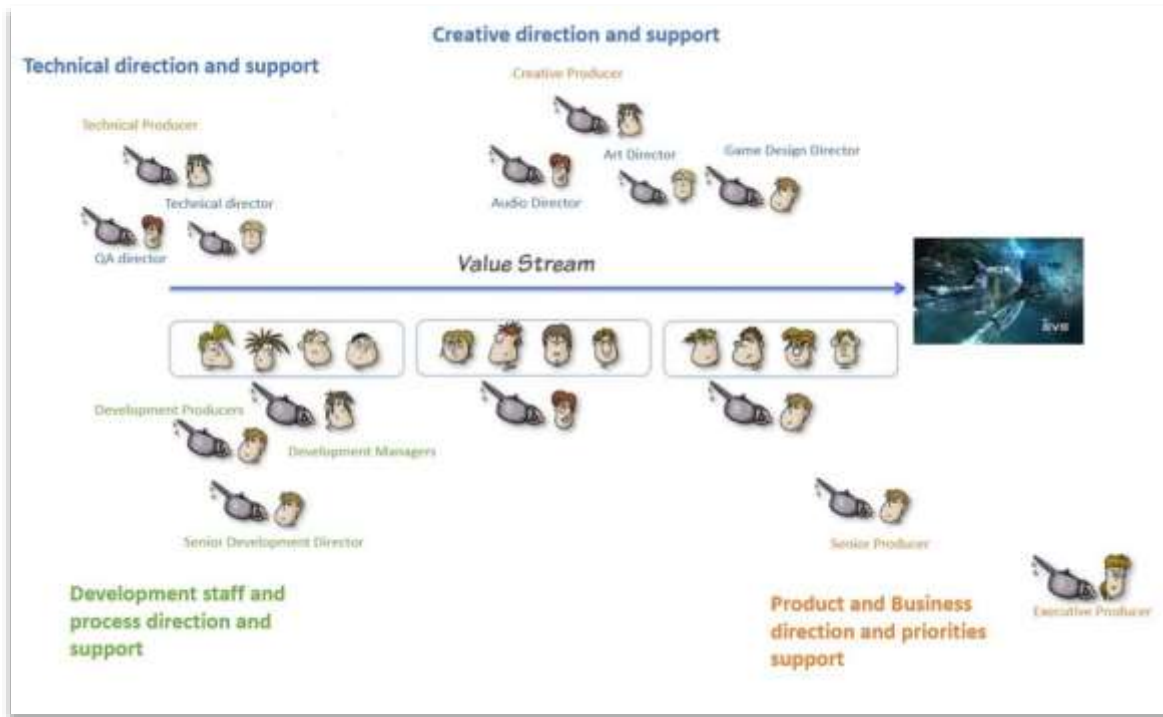 Creative direction and support
Technical direction and support
Creative Producer
Technical Producer
Art Director
Game Design Director
Technical director
Audio Director
QA director
Value Stream
EVE
Development Producers
Development Managers
Senior Development Director
Senior Producer
Development staff and
process direction and
support
Product and Business
direction and priorities
support
Executive Producer